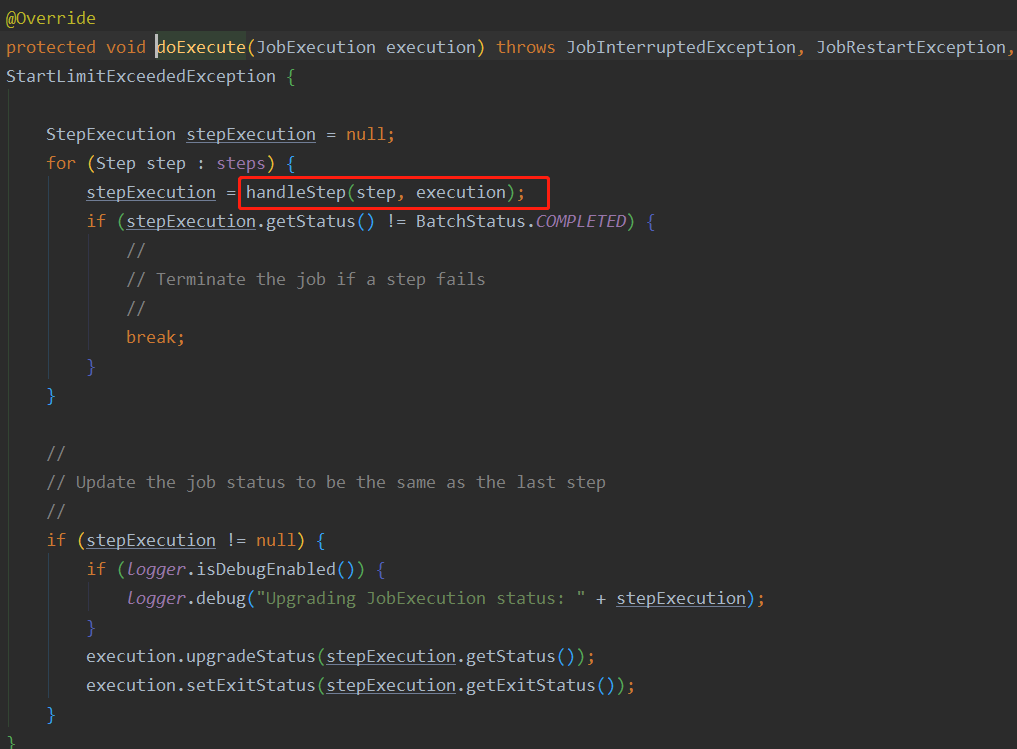 @Override
protected void doExecute(JobExecution execution) throws JobInterruptedException, JobRestartException,
StartLimitExceededException {
StepExecution stepExecution = null;
for (Step step : steps) {
stepExecution = handleStep(step, execution);
if (stepExecution.getStatus() != BatchStatus.COMPLETED) {
//
// Terminate the job if a step fails
//
break;
}
}
//
// Update the job status to be the same as the last step
//
if (stepExecution != null) {
if (logger.isDebugEnabled()) {
logger.debug("Upgrading JobExecution status: " + stepExecution);
}
execution.upgradeStatus(stepExecution.getStatus());
execution.setExitStatus(stepExecution.getExitStatus());
}
}